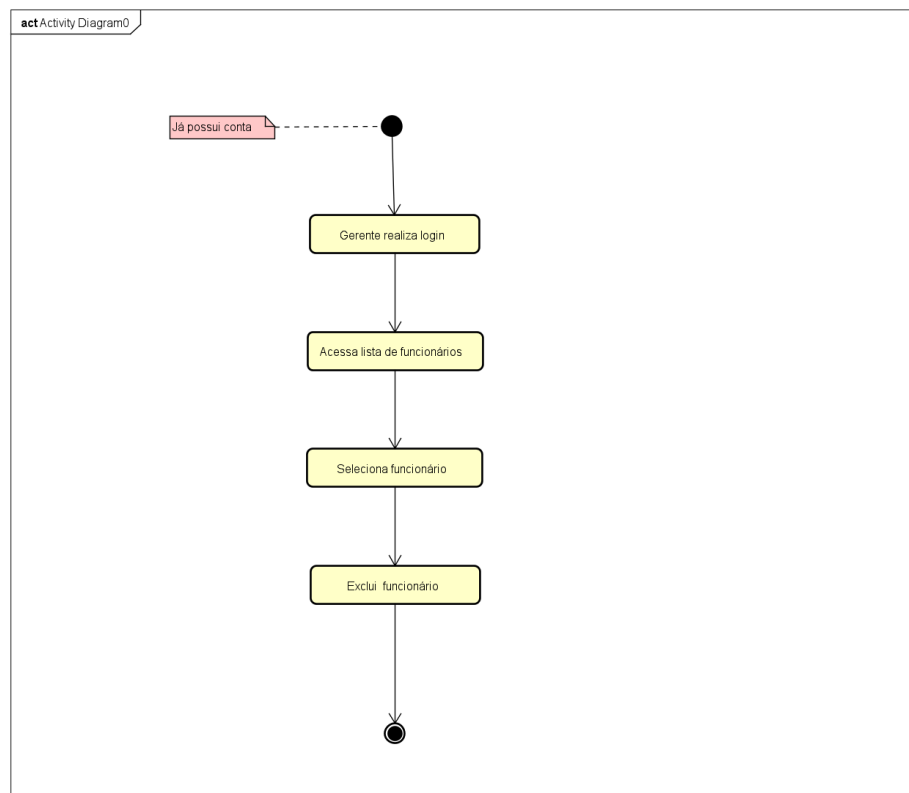 act Activity Diagram0
Já possui conta
Gerente realiza login
Acessa lista de funcionários
Seleciona funcionário
Exclui funcionário